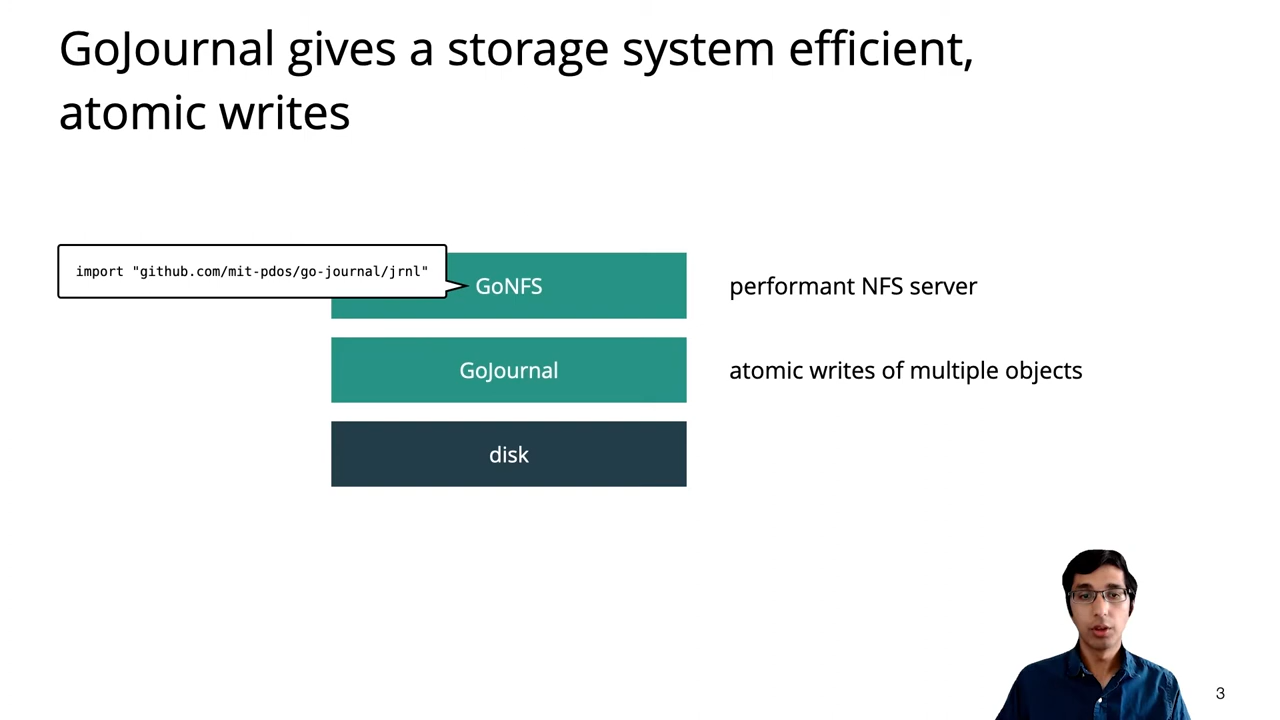 GoJournal gives a storage system efficient,
atomic writes
import "github.com/mit-pdos/go-journal/jrnl"
GoNFS
performant NFS server
GoJournal
atomic writes of multiple objects
disk
3